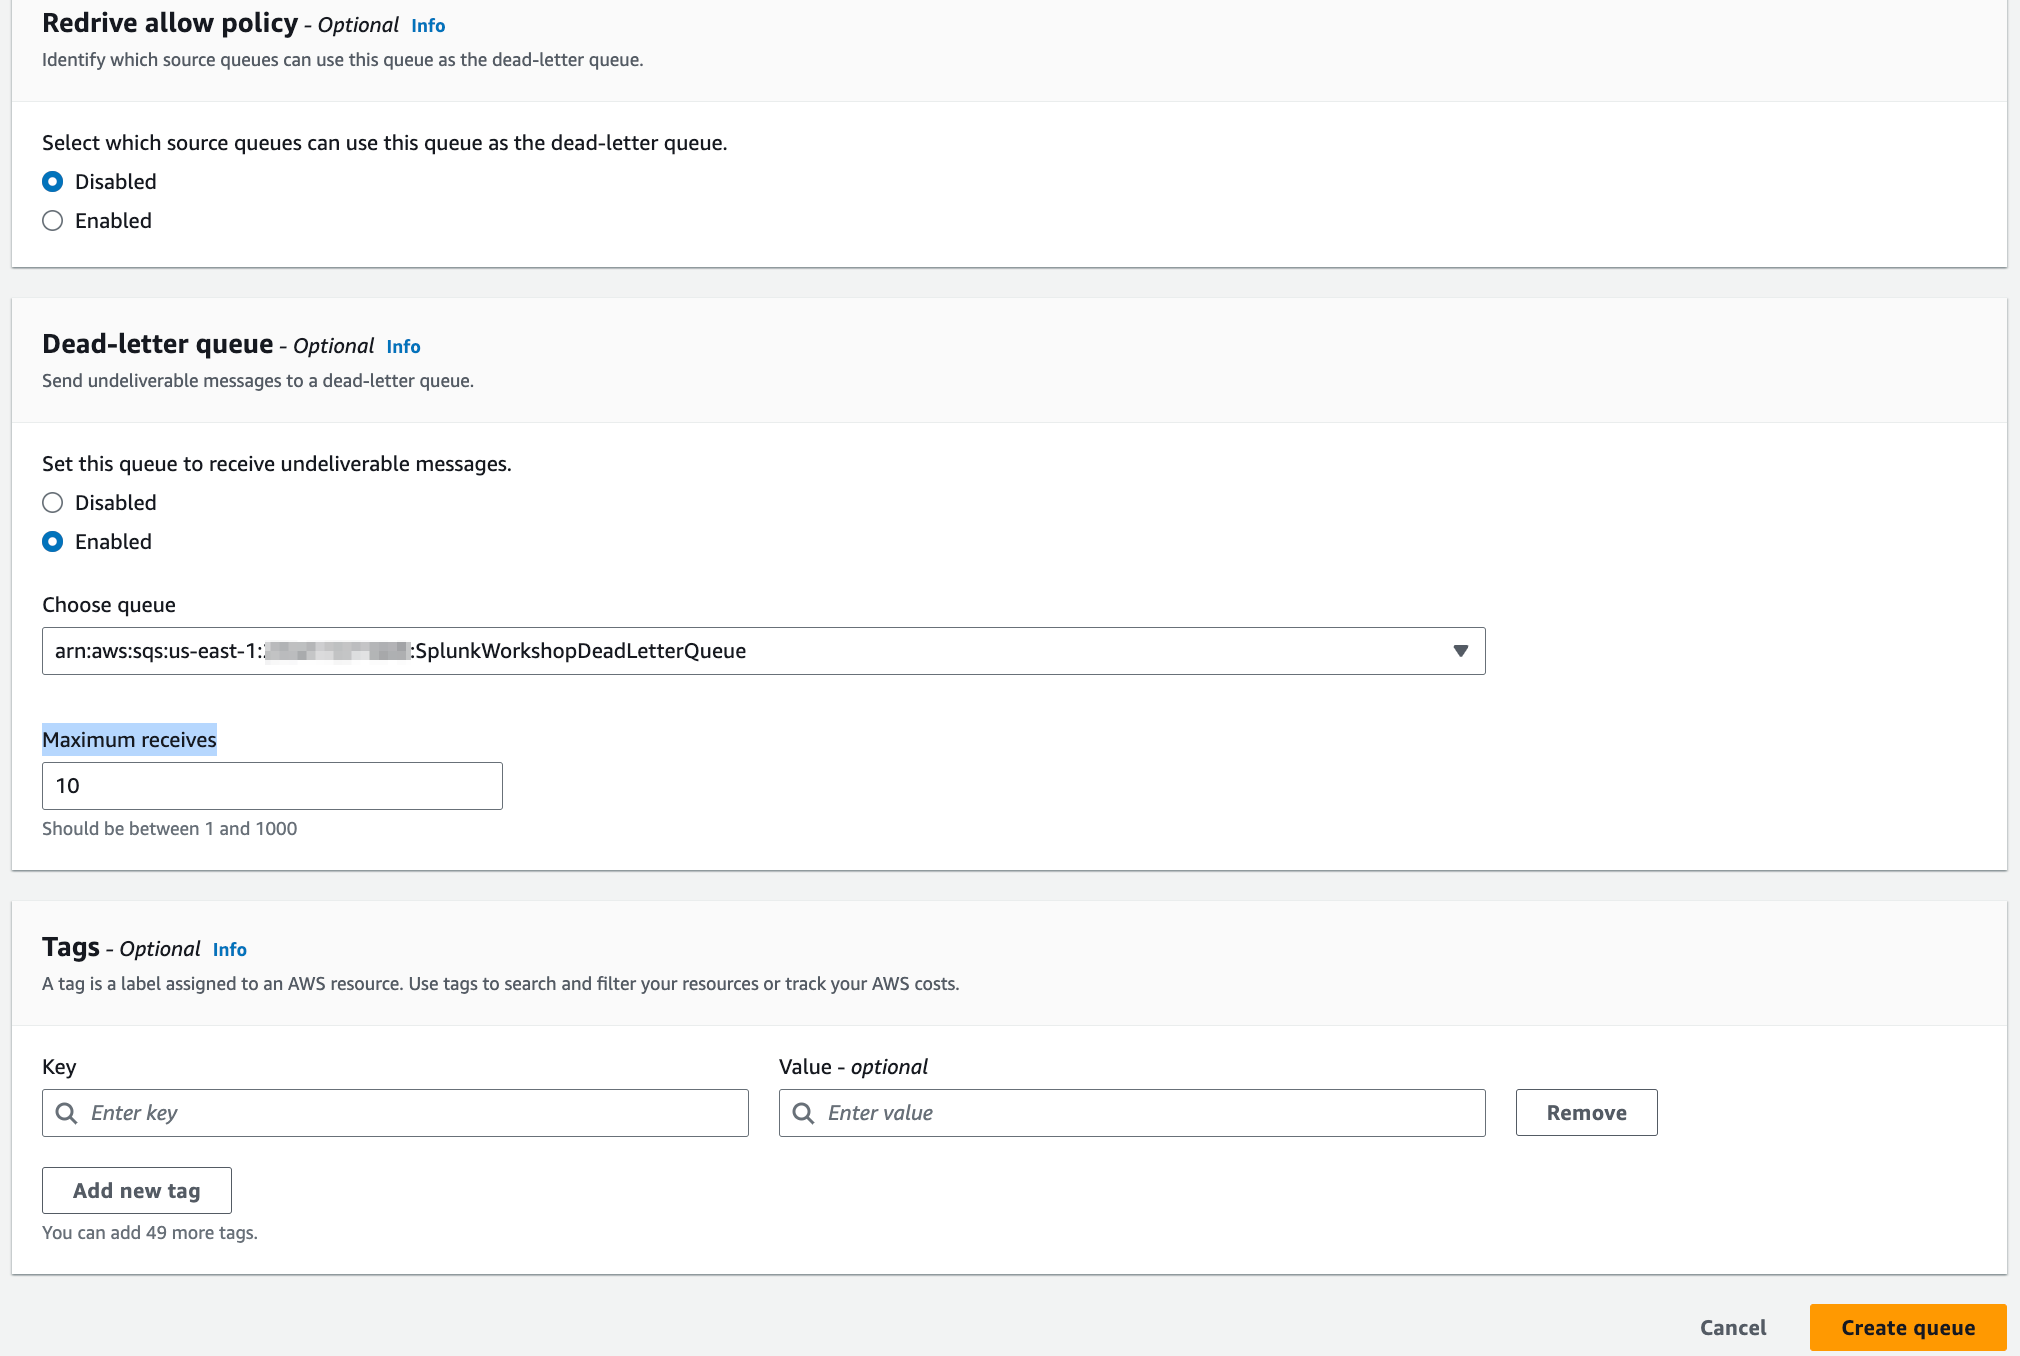 Redrive allow policy - Optional Info
Identify which source queues can use this queue as the dead-letter queue.
Select which source queues can use this queue as the dead-letter queue.
Disabled
Enabled
Dead-letter queue - Optional Info
Send undeliverable messages to a dead-letter queue.
Set this queue to receive undeliverable messages.
Disabled
Enabled
Choose queue
arn:aws:sqs:us-east-1: :SplunkWorkshopDeadLetterQueue
Maximum receives
10
Should be between 1 and 1000
Tags - Optional Info
A tag is a label assigned to an AWS resource. Use tags to search and filter your resources or track your AWS costs.
Key Value - optional
Enter key Enter value Remove
Add new tag
You can add 49 more tags.
Cancel Create queue